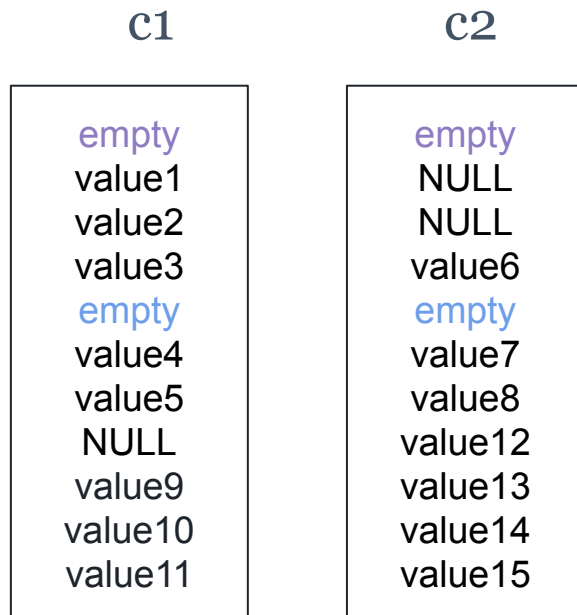 c1
empty
value1
value2
value3
empty
value4
value5
NULL
value9
value10
value11
c2
empty
NULL
NULL
value6
empty
value7
value8
value12
value13
value14
value15